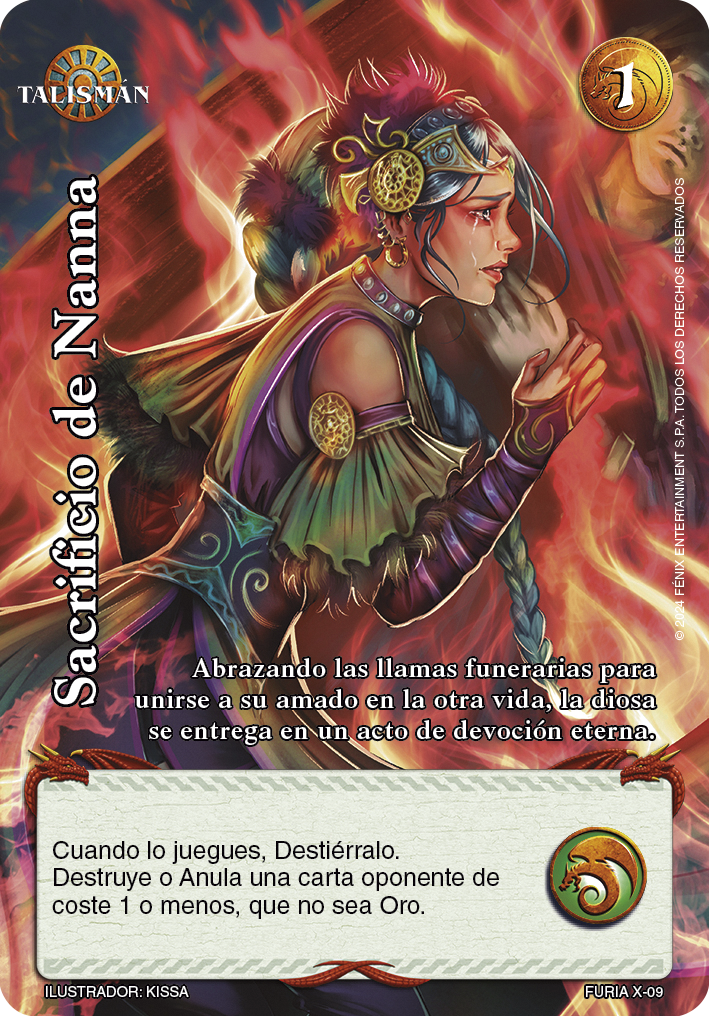 TALISMÁN
1
Sacrificio de Nanna
© 2024 FÉNIX ENTERTAINMENT S.P.A. TODOS LOS DERECHOS RESERVADOS
Abrazando las llamas funerarias para
unirse a su amado en la otra vida, la diosa
se entrega en un acto de devoción eterna.
Cuando lo juegues, Destiérralo.
Destruye o Anula una carta oponente de
coste 1 o menos, que no sea Oro.
ILUSTRADOR: KISSA
FURIA X-09